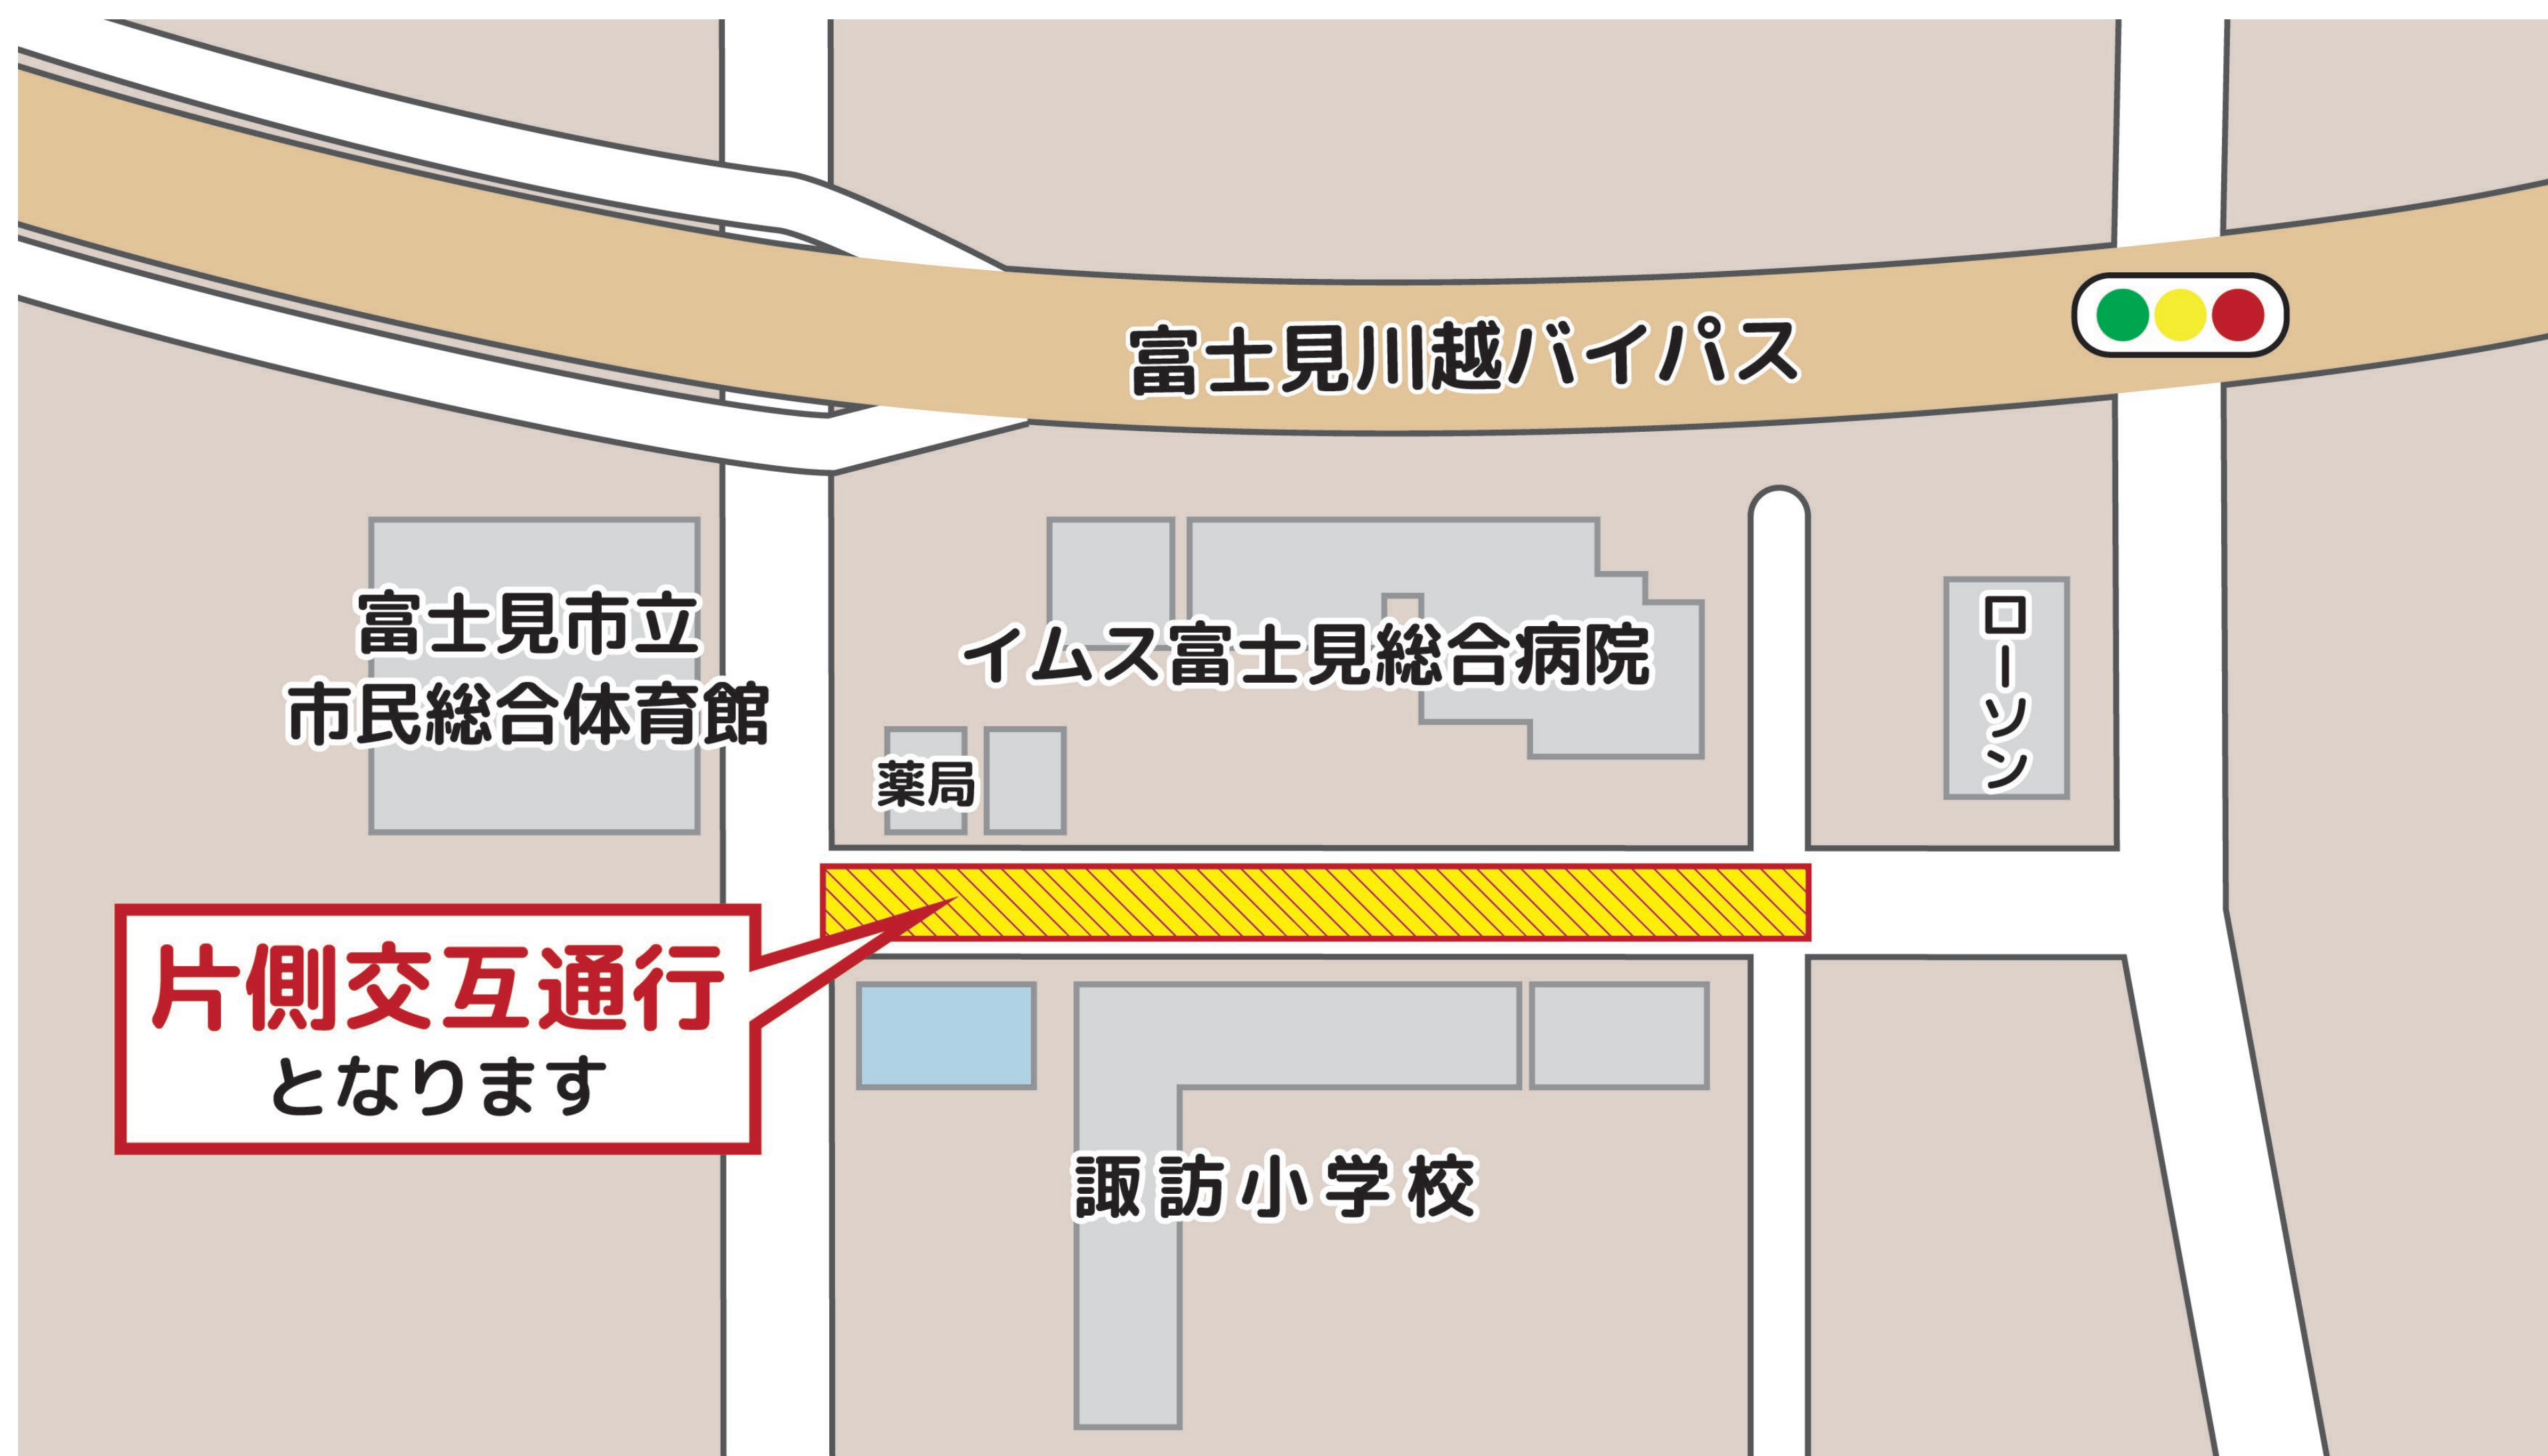 富士見川越バイパス
富士見市立
市民総合体育館
イムス富士見総合病院
ローソン
薬局
片側交互通行
となります
諏訪小学校